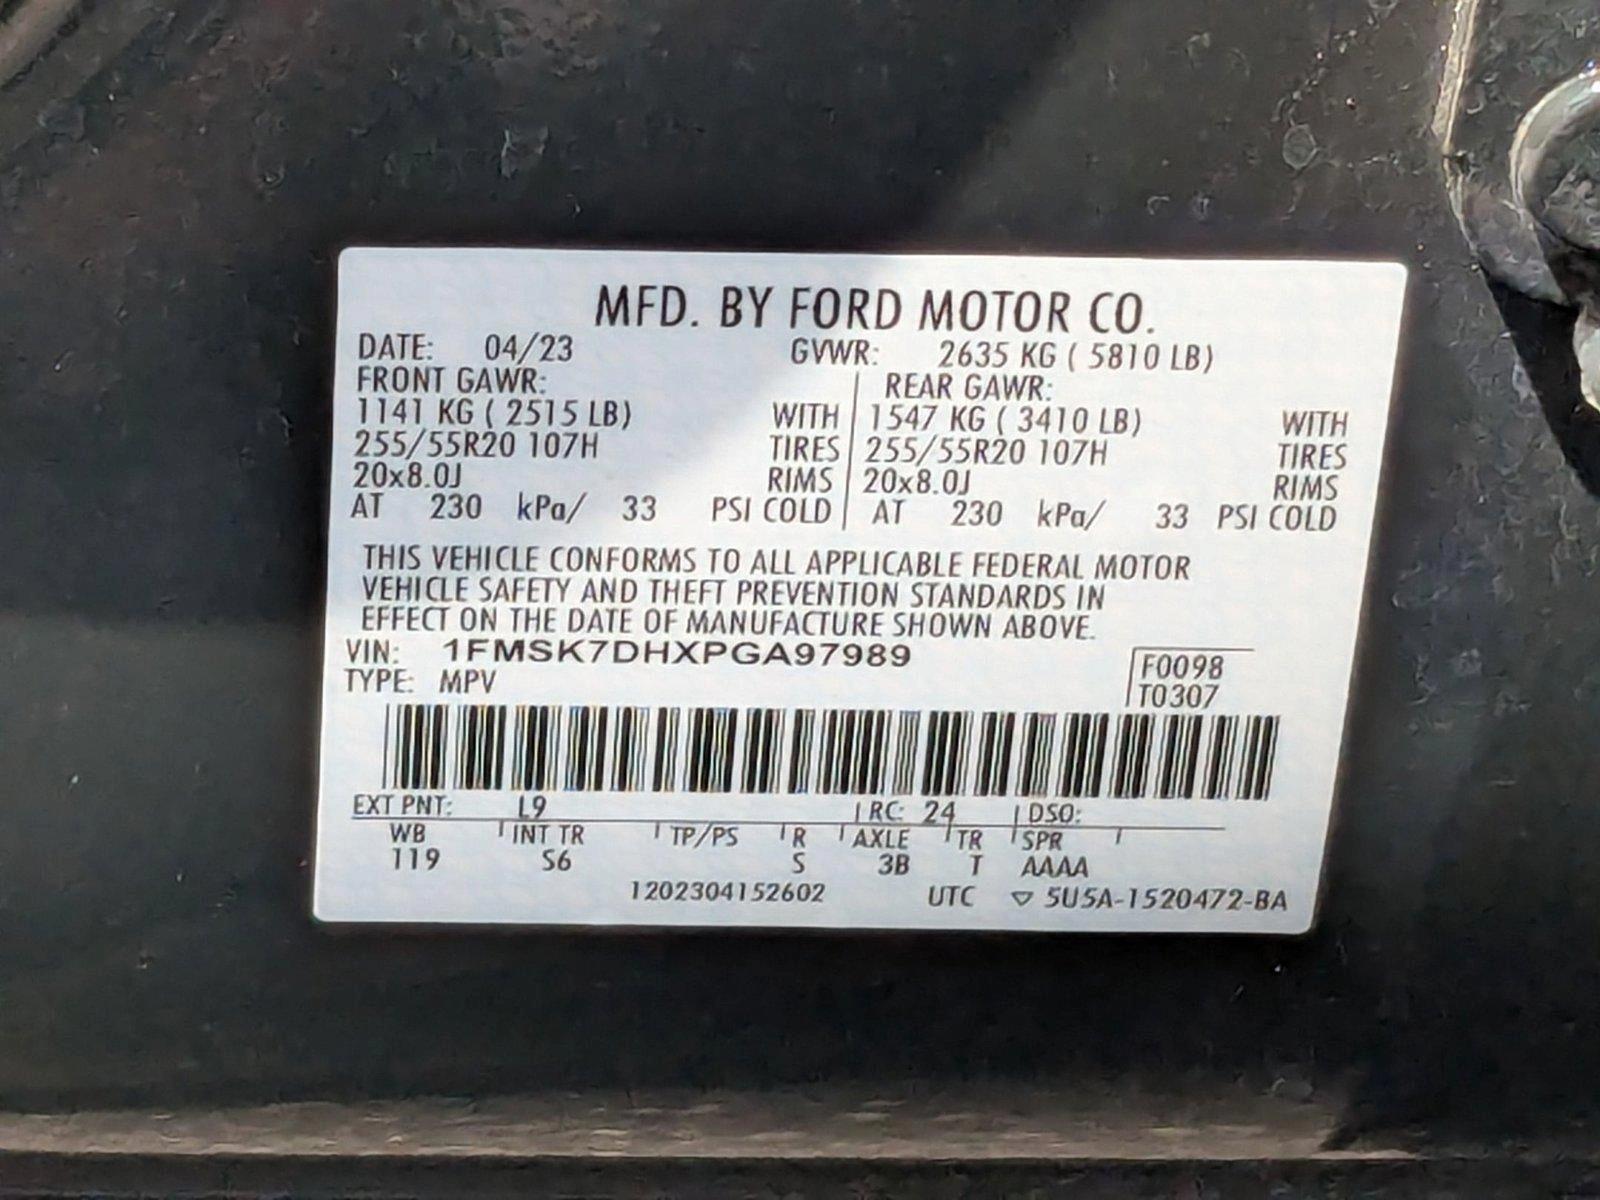 MFD. BY FORD MOTOR CO.
DATE: 04/23 GVWR: 2635 KG ( 5810 LB)
FRONT GAWR: REAR GAWR:
1141 KG ( 2515 LB) WITH 1547 KG ( 3410 LB) WITH
255/55R20 107H TIRES 255/55R20 107H TIRES
20x8.0J RIMS 20x8.0J RIMS
AT 230 kPa/ 33 PSI COLD AT 230 kPa/ 33 PSI COLD
THIS VEHICLE CONFORMS TO ALL APPLICABLE FEDERAL MOTOR
VEHICLE SAFETY AND THEFT PREVENTION STANDARDS IN
EFFECT ON THE DATE OF MANUFACTURE SHOWN ABOVE.
VIN: 1FMSK7DHXPGA97989
F0098
TYPE: MPV
T0307
EXT PNT: L9 RC: 24 DSO:
WB INT TR TP/PS R AXLE TR SPR
119 S6 S 3B T AAAA
1202304152602 UTC ▽ 5U5A-1520472-BA